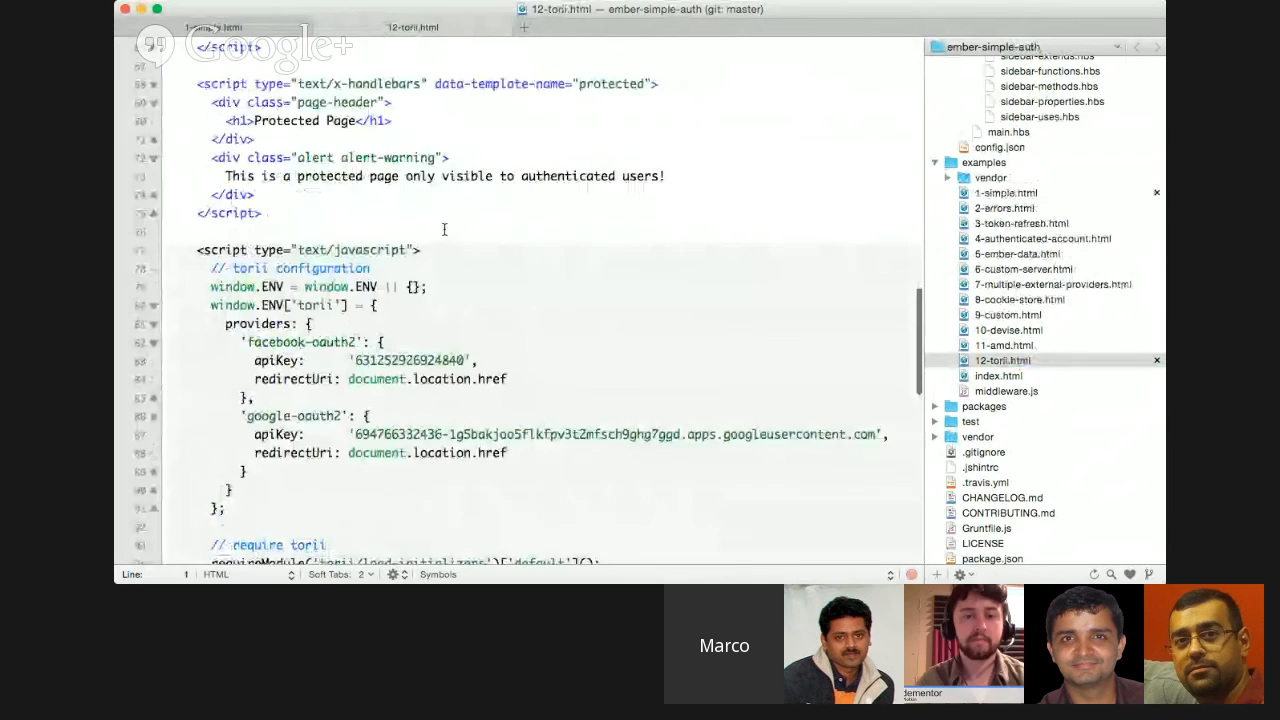 12-torii.html — ember-simple-auth (git: master)
1-simple.html
12-torii.html
Google+
</script>
<script type="text/x-handlebars" data-template-name="protected">
<div class="page-header">
<h1>Protected Page</h1>
</div>
<div class="alert alert-warning">
This is a protected page only visible to authenticated users!
</div>
</script>
<script type="text/javascript">
// torii configuration
window.ENV = window.ENV || {};
window.ENV['torii'] = {
providers: {
'facebook-oauth2': {
apiKey: '631252926924840',
redirectUri: document.location.href
},
'google-oauth2': {
apiKey: '694766332436-1g5bakjoo5flkfpv3t2mfsch9ghg7ggd.apps.googleusercontent.com',
redirectUri: document.location.href
}
}
};
// require torii
requireModule('torii/load-initializers')['default']();
Line: 1 HTML Soft Tabs: 2 Symbols
ember-simple-auth
sidebar-extends.hbs
sidebar-functions.hbs
sidebar-methods.hbs
sidebar-properties.hbs
sidebar-uses.hbs
main.hbs
config.json
examples
vendor
1-simple.html
2-errors.html
3-token-refresh.html
4-authenticated-account.html
5-ember-data.html
6-custom-server.html
7-multiple-external-providers.html
8-cookie-store.html
9-custom.html
10-devise.html
11-amd.html
12-torii.html
index.html
middleware.js
packages
test
vendor
.gitignore
.jshintrc
.travis.yml
CHANGELOG.md
CONTRIBUTING.md
Gruntfile.js
LICENSE
package.json
Marco
dementor